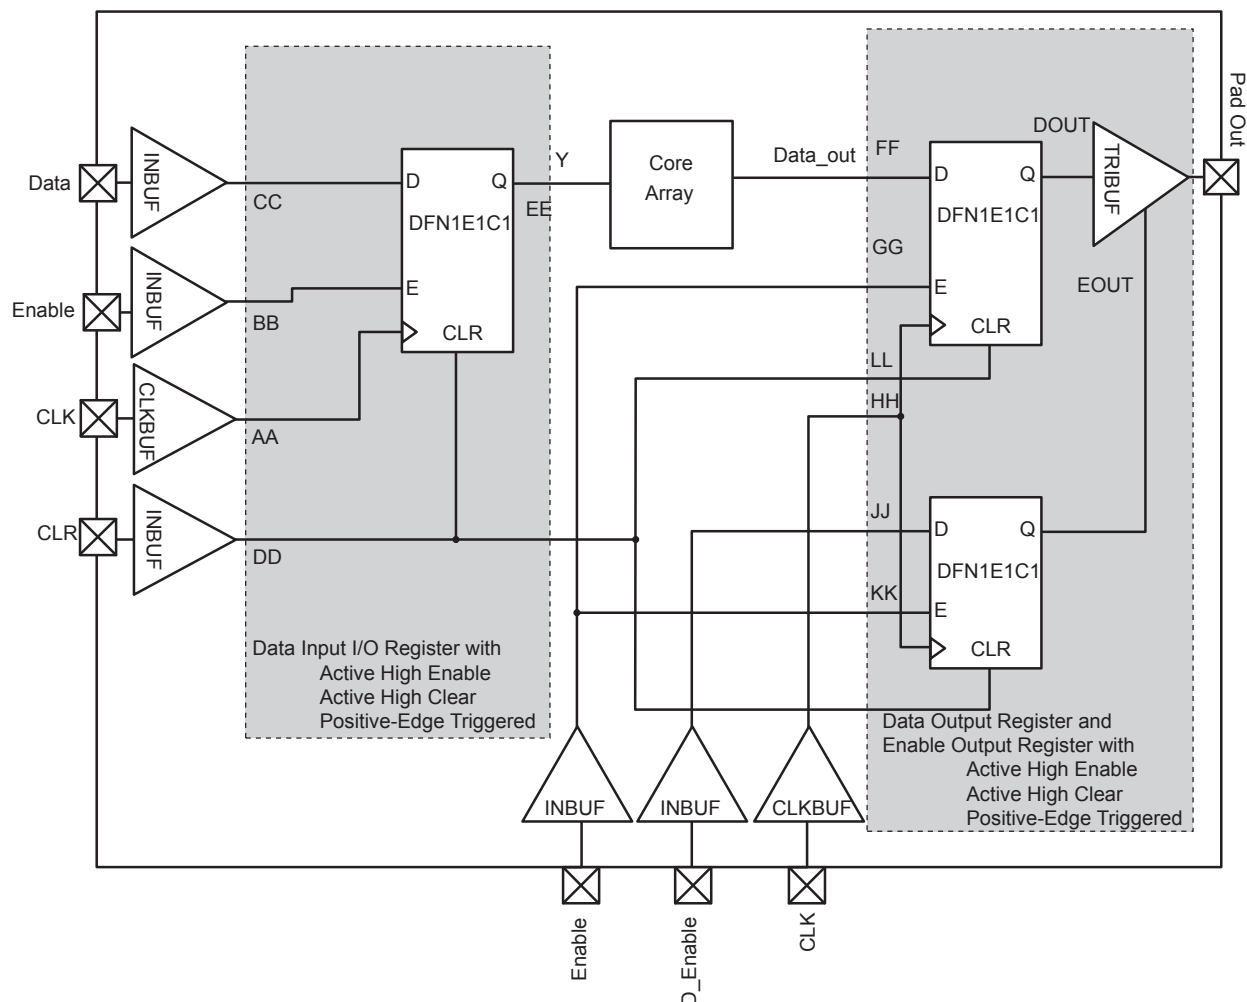 Pad Out
DOUT
TRIBUF
Data
INBUF
CC
D
Q
DFN1E1C1
Y
EE
Core
Array
Data_out
FF
D
Q
DFN1E1C1
GG
E
CLR
EOUT
Enable
INBUF
BB
E
CLR
LL
HH
CLK
CLKBUF
AA
CLR
INBUF
DD
JJ
D
Q
DFN1E1C1
KK
E
CLR
Data Input I/O Register with
Active High Enable
Active High Clear
Positive-Edge Triggered
Data Output Register and
Enable Output Register with
Active High Enable
Active High Clear
Positive-Edge Triggered
INBUF
INBUF
CLKBUF
Enable
D_Enable
CLK